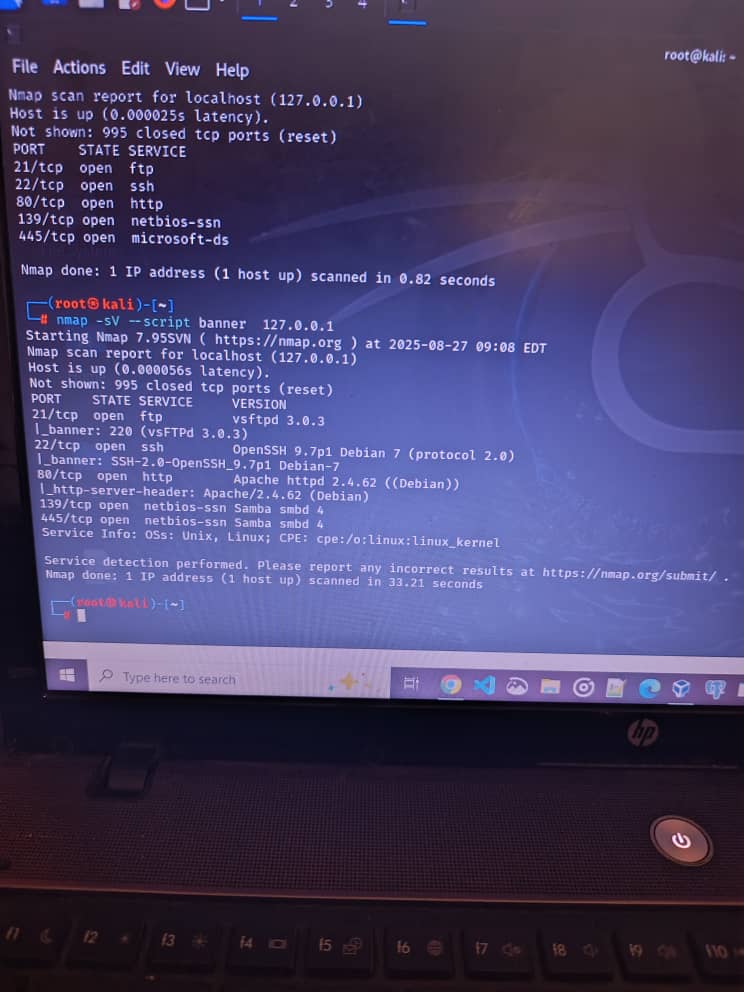 1 2 3 4
root@kali: ~
File Actions Edit View Help
Nmap scan report for localhost (127.0.0.1)
Host is up (0.000025s latency).
Not shown: 995 closed tcp ports (reset)
PORT    STATE SERVICE
21/tcp  open  ftp
22/tcp  open  ssh
80/tcp  open  http
139/tcp open  netbios-ssn
445/tcp open  microsoft-ds
Nmap done: 1 IP address (1 host up) scanned in 0.82 seconds
┌──(root㉿kali)-[~]
└─# nmap -sV --script banner  127.0.0.1
Starting Nmap 7.95SVN ( https://nmap.org ) at 2025-08-27 09:08 EDT
Nmap scan report for localhost (127.0.0.1)
Host is up (0.000056s latency).
Not shown: 995 closed tcp ports (reset)
PORT    STATE SERVICE     VERSION
21/tcp  open  ftp         vsftpd 3.0.3
|_banner: 220 (vsFTPd 3.0.3)
22/tcp  open  ssh         OpenSSH 9.7p1 Debian 7 (protocol 2.0)
|_banner: SSH-2.0-OpenSSH_9.7p1 Debian-7
80/tcp  open  http        Apache httpd 2.4.62 ((Debian))
|_http-server-header: Apache/2.4.62 (Debian)
139/tcp open  netbios-ssn Samba smbd 4
445/tcp open  netbios-ssn Samba smbd 4
Service Info: OSs: Unix, Linux; CPE: cpe:/o:linux:linux_kernel
Service detection performed. Please report any incorrect results at https://nmap.org/submit/ .
Nmap done: 1 IP address (1 host up) scanned in 33.21 seconds
┌──(root㉿kali)-[~]
└─#
Type here to search
hp
f1 f2 f3 f4 f5 f6 f7 f8 f9 f10